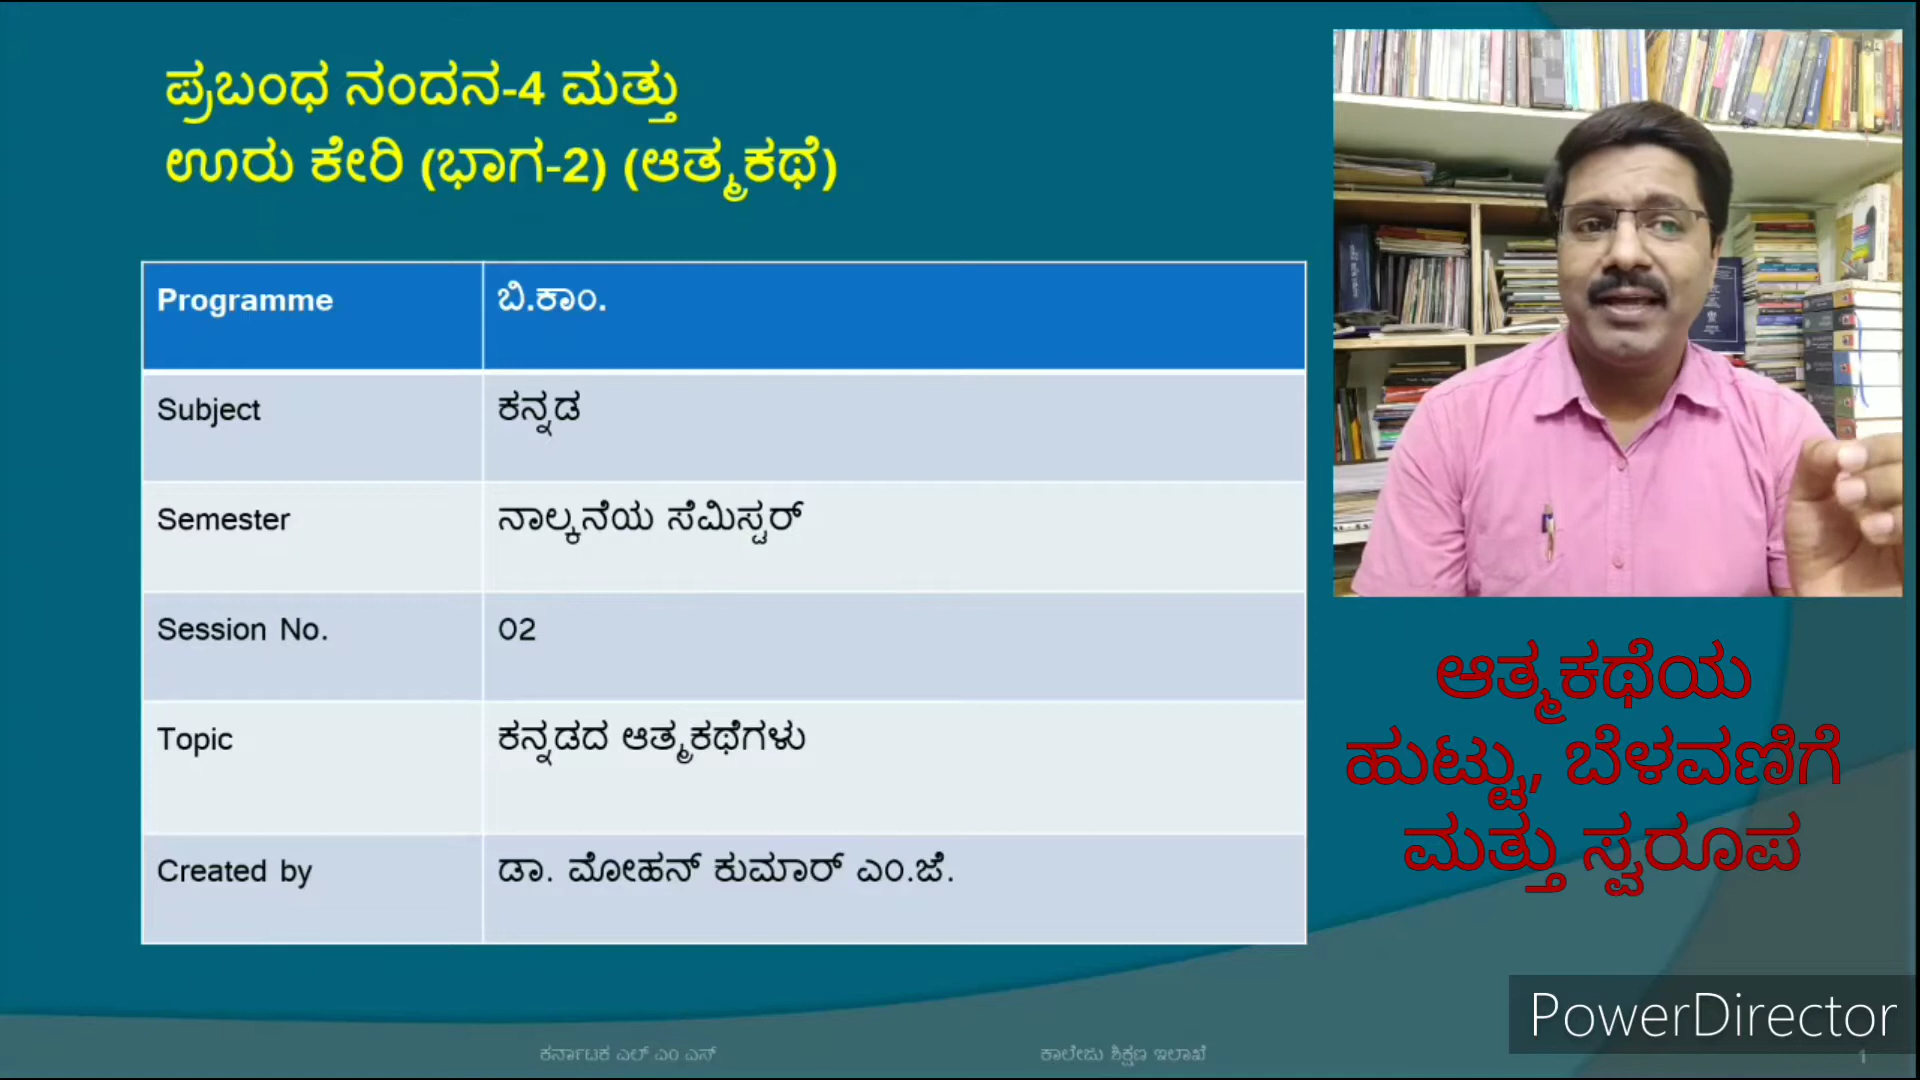 ಪ್ರಬಂಧ ನಂದನ-4 ಮತ್ತು
ಊರು ಕೇರಿ (ಭಾಗ-2) (ಆತ್ಮಕಥೆ)
Programme ಬಿ.ಕಾಂ.
Subject ಕನ್ನಡ
Semester ನಾಲ್ಕನೆಯ ಸೆಮಿಸ್ಟರ್
Session No. 02
Topic ಕನ್ನಡದ ಆತ್ಮಕಥೆಗಳು
Created by ಡಾ. ಮೋಹನ್ ಕುಮಾರ್ ಎಂ.ಜೆ.
ಆತ್ಮಕಥೆಯ
ಹುಟ್ಟು, ಬೆಳವಣಿಗೆ
ಮತ್ತು ಸ್ವರೂಪ
PowerDirector
ಕರ್ನಾಟಕ ಎಲ್ ಎಂ ಎಸ್ ಕಾಲೇಜು ಶಿಕ್ಷಣ ಇಲಾಖೆ 1